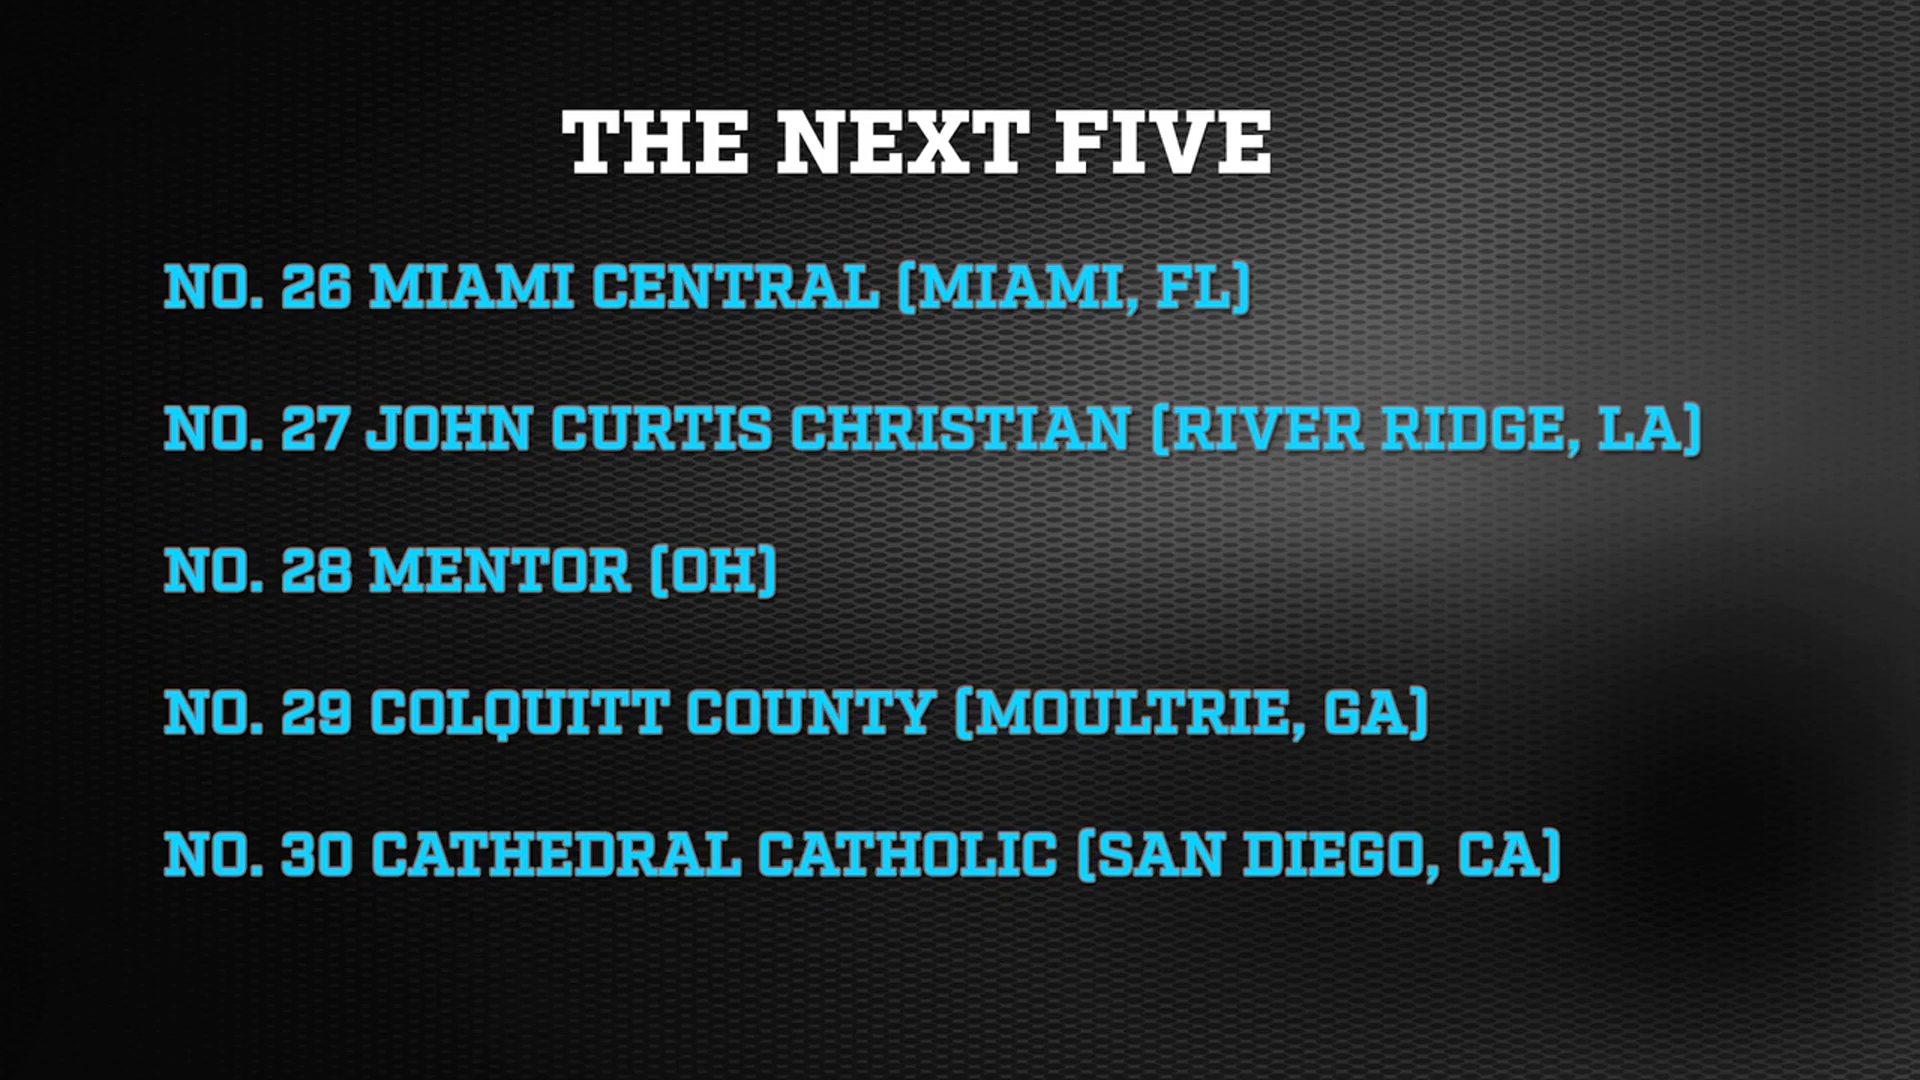 THE NEXT FIVE
NO. 26 MIAMI CENTRAL (MIAMI, FL)
NO. 27 JOHN CURTIS CHRISTIAN (RIVER RIDGE, LA)
NO. 28 MENTOR (OH)
NO. 29 COLQUITT COUNTY (MOULTRIE, GA)
NO. 30 CATHEDRAL CATHOLIC (SAN DIEGO, CA)